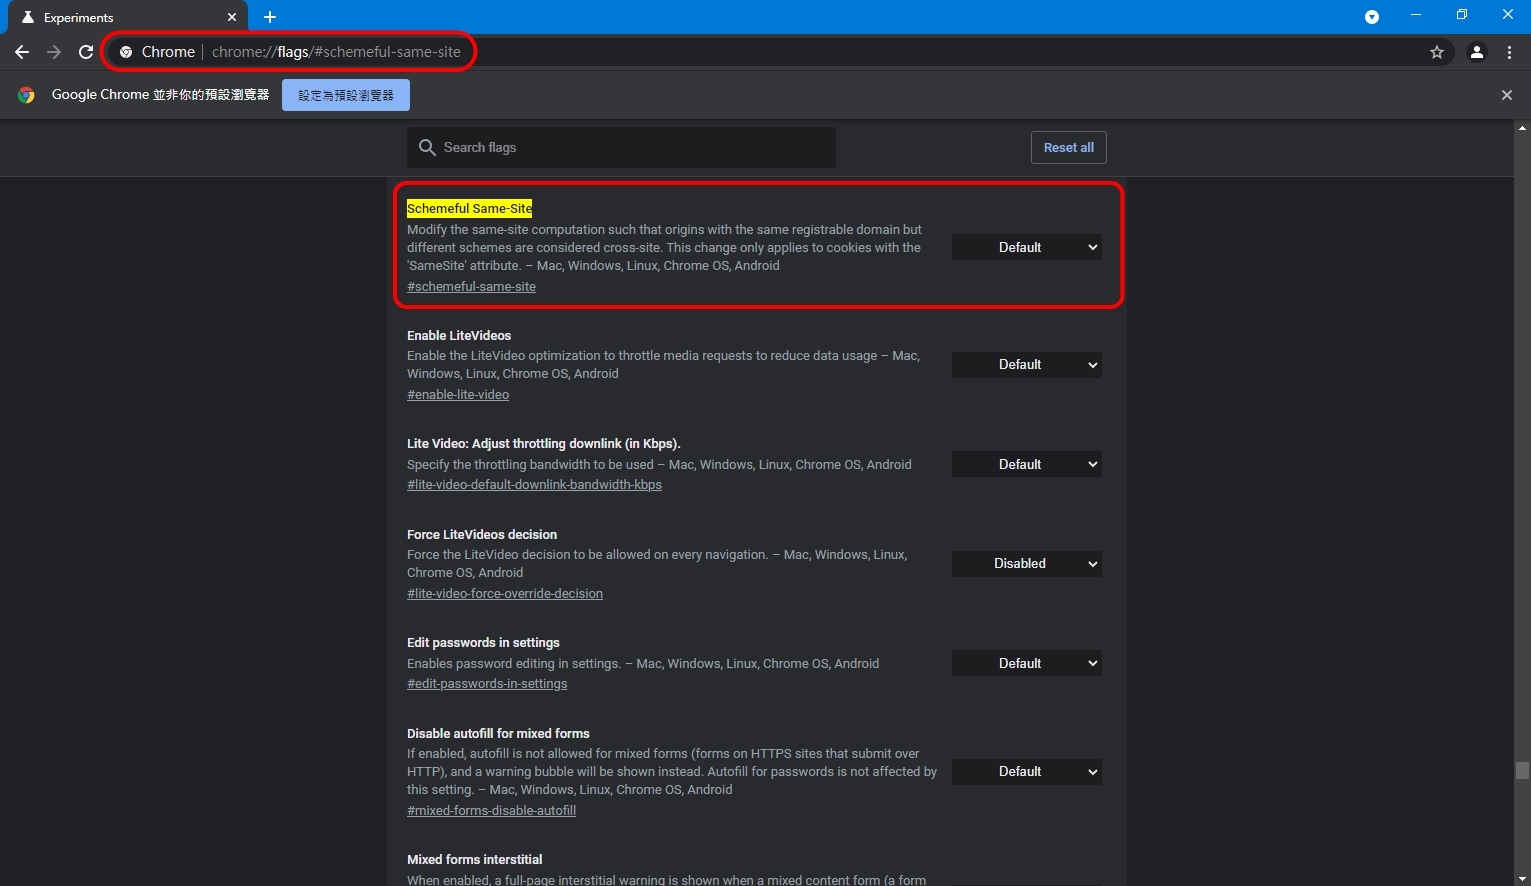 Experiments
Chrome | chrome://flags/#schemeful-same-site
Google Chrome 並非你的預設瀏覽器 設定為預設瀏覽器
Search flags
Reset all
Schemeful Same-Site
Modify the same-site computation such that origins with the same registrable domain but
different schemes are considered cross-site. This change only applies to cookies with the
'SameSite' attribute. – Mac, Windows, Linux, Chrome OS, Android
#schemeful-same-site
Default
Enable LiteVideos
Enable the LiteVideo optimization to throttle media requests to reduce data usage – Mac,
Windows, Linux, Chrome OS, Android
#enable-lite-video
Default
Lite Video: Adjust throttling downlink (in Kbps).
Specify the throttling bandwidth to be used – Mac, Windows, Linux, Chrome OS, Android
#lite-video-default-downlink-bandwidth-kbps
Default
Force LiteVideos decision
Force the LiteVideo decision to be allowed on every navigation. – Mac, Windows, Linux,
Chrome OS, Android
#lite-video-force-override-decision
Disabled
Edit passwords in settings
Enables password editing in settings. – Mac, Windows, Linux, Chrome OS, Android
#edit-passwords-in-settings
Default
Disable autofill for mixed forms
If enabled, autofill is not allowed for mixed forms (forms on HTTPS sites that submit over
HTTP), and a warning bubble will be shown instead. Autofill for passwords is not affected by
this setting. – Mac, Windows, Linux, Chrome OS, Android
#mixed-forms-disable-autofill
Default
Mixed forms interstitial
When enabled, a full-page interstitial warning is shown when a mixed content form (a form